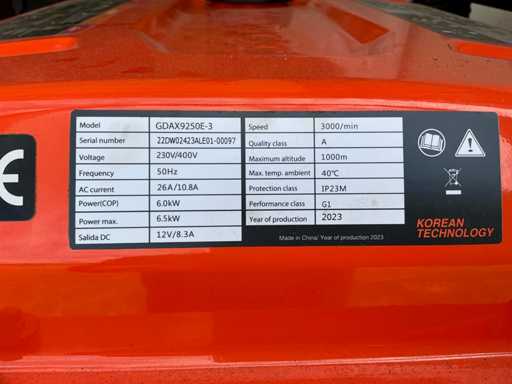 Model GDAX9250E-3 Speed 3000/min
Serial number 22DW02423ALE01-00097 Quality class A
Voltage 230V/400V Maximum altitude 1000m
Frequency 50Hz Max. temp. ambient 40℃
AC current 26A/10.8A Protection class IP23M
Power(COP) 6.0kW Performance class G1
Power max. 6.5kW Year of production 2023
Salida DC 12V/8.3A
Made in China/ Year of production 2023
KOREAN
TECHNOLOGY
CE